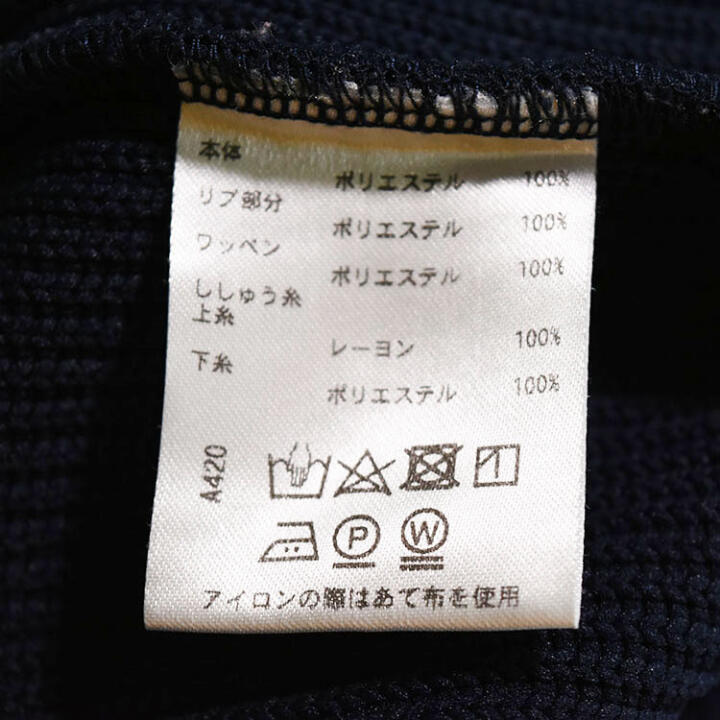 本体 ポリエステル 100%
リブ部分 ポリエステル 100%
ワッペン ポリエステル 100%
ししゅう糸
上糸 レーヨン 100%
下糸 ポリエステル 100%
A420
P W
アイロンの際はあて布を使用